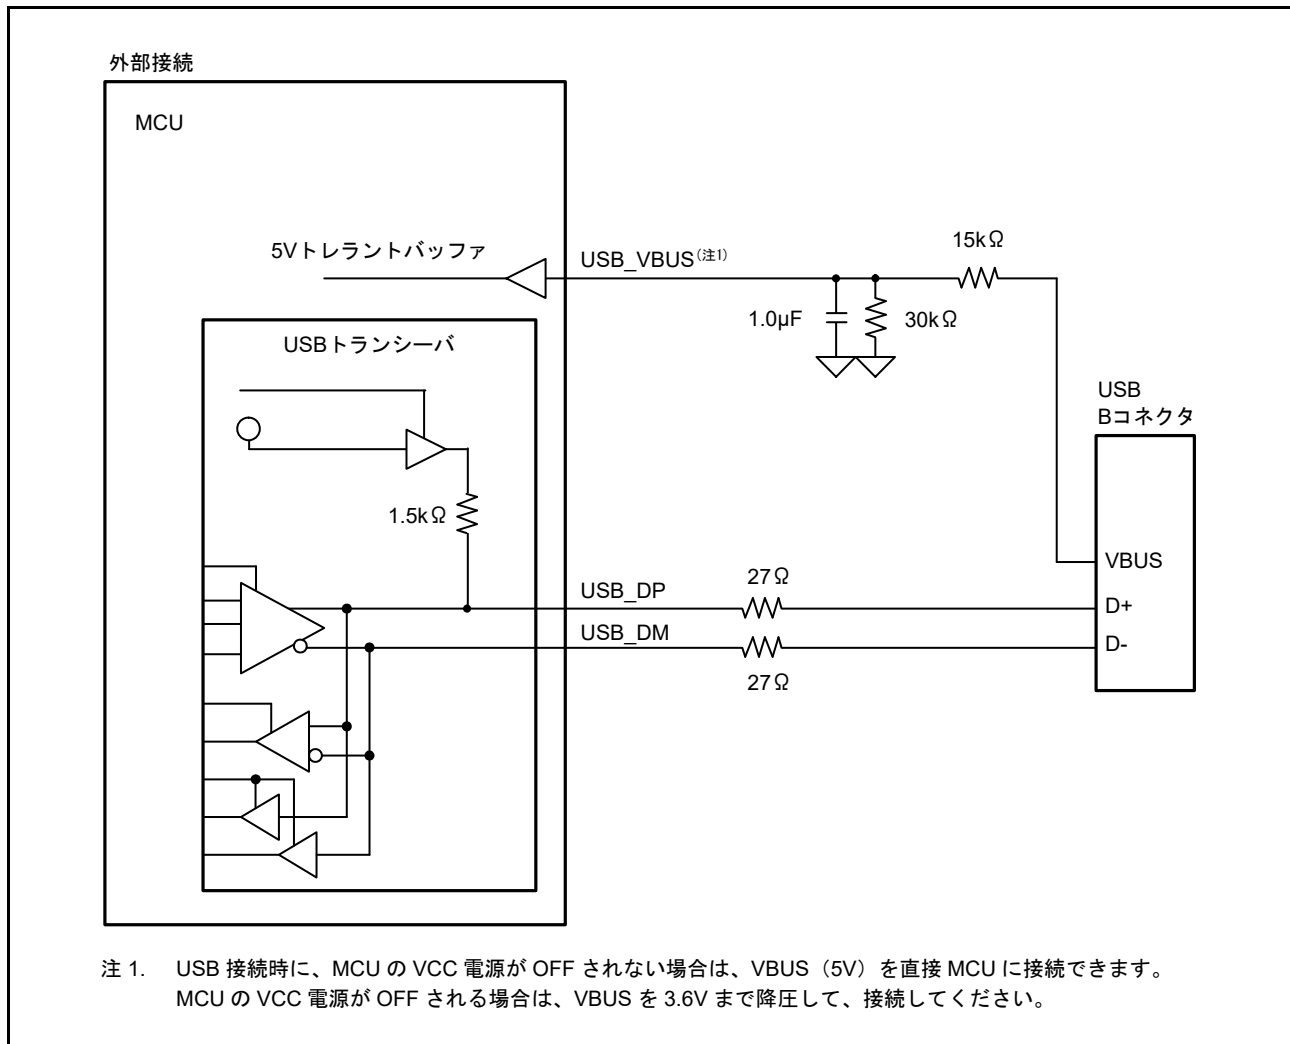 外部接続
MCU
5Vトレラントバッファ
USB_VBUS(注1)
15kΩ
1.0µF
30kΩ
USBトランシーバ
USB
Bコネクタ
1.5kΩ
VBUS
USB_DP
27Ω
D+
USB_DM
D-
27Ω
注 1. USB 接続時に、MCU の VCC 電源が OFF されない場合は、VBUS（5V）を直接 MCU に接続できます。
MCU の VCC 電源が OFF される場合は、VBUS を 3.6V まで降圧して、接続してください。